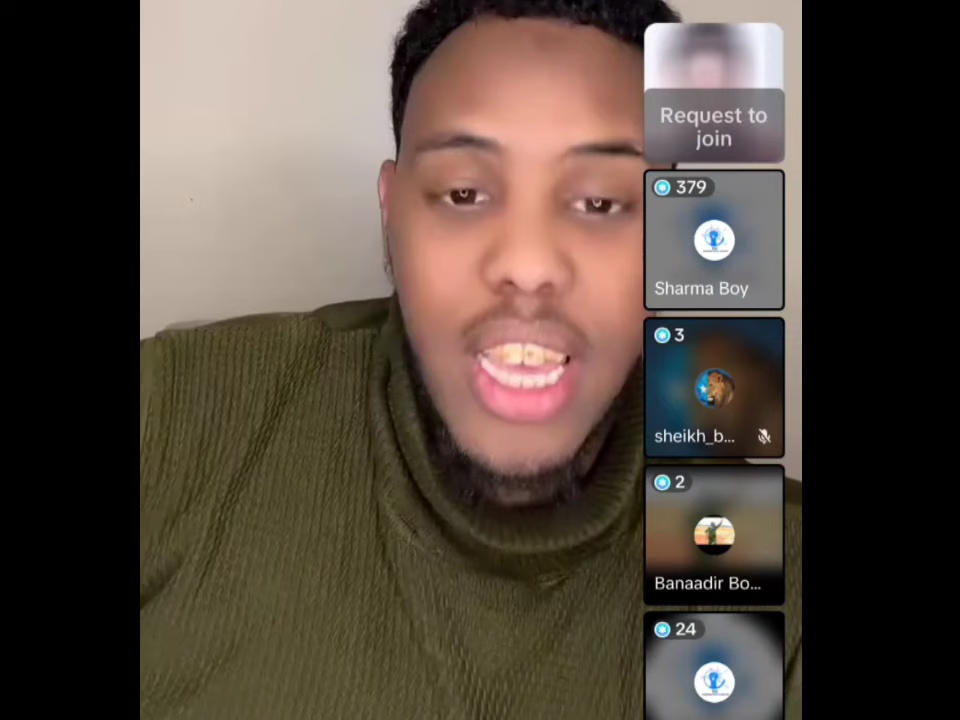 Request to
join
379
Sharma Boy
3
sheikh_b...
2
Banaadir Bo...
24